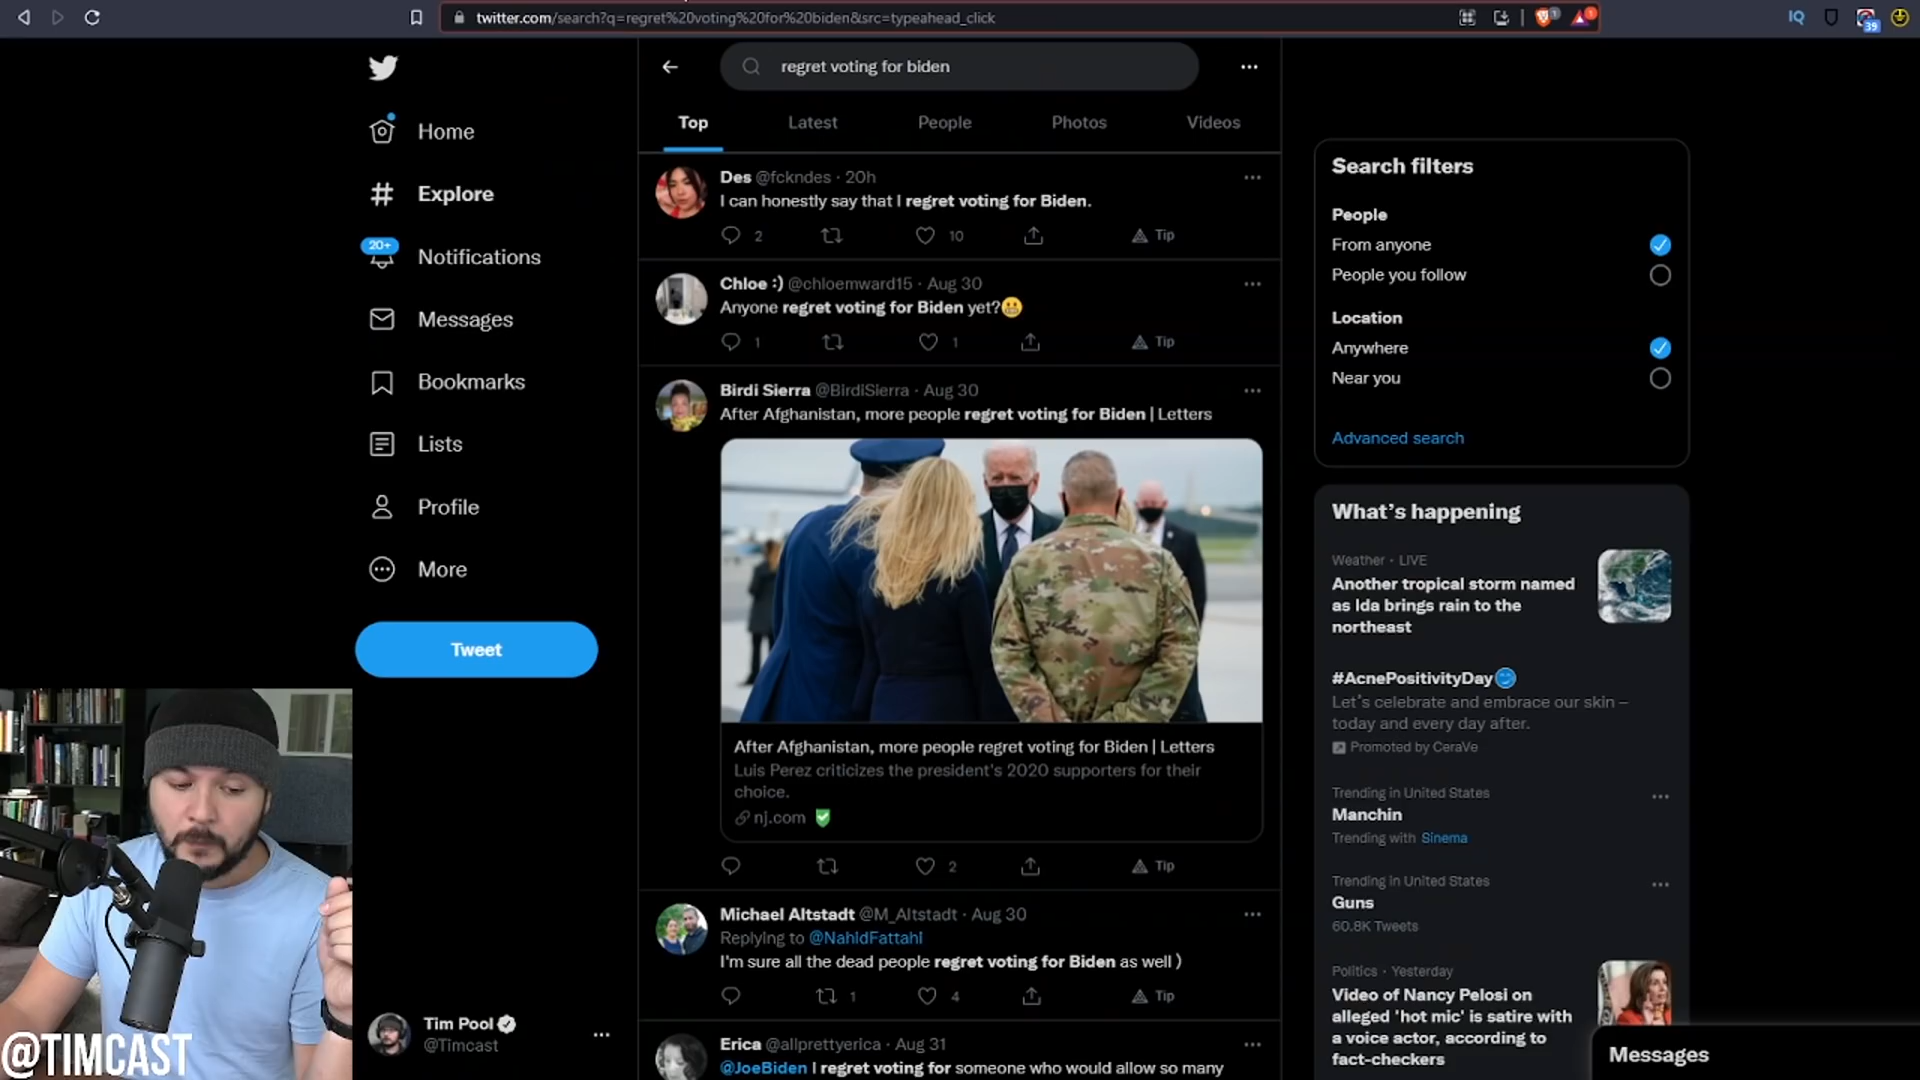 twitter.com/search?q=regret%20voting%20for%20biden&src=typeahead_click
1
1
IQ
39
regret voting for biden
Top
Latest
People
Photos
Videos
Home
Explore
20+
Notifications
Messages
Bookmarks
Lists
Profile
More
Tweet
Tim Pool
@Timcast
@TIMCAST
Des @fckndes · 20h
I can honestly say that I regret voting for Biden.
2
10
Tip
Chloe :) @chloemward15 · Aug 30
Anyone regret voting for Biden yet?😬
1
1
Tip
Birdi Sierra @BirdiSierra · Aug 30
After Afghanistan, more people regret voting for Biden | Letters
After Afghanistan, more people regret voting for Biden | Letters
Luis Perez criticizes the president's 2020 supporters for their
choice.
nj.com
2
Tip
Michael Altstadt @M_Altstadt · Aug 30
Replying to @NahidFattahi
I'm sure all the dead people regret voting for Biden as well )
1
4
Tip
Erica @allprettyerica · Aug 31
@JoeBiden I regret voting for someone who would allow so many
Search filters
People
From anyone
People you follow
Location
Anywhere
Near you
Advanced search
What's happening
Weather · LIVE
Another tropical storm named
as Ida brings rain to the
northeast
#AcnePositivityDay
Let's celebrate and embrace our skin –
today and every day after.
Promoted by CeraVe
Trending in United States
Manchin
Trending with Sinema
Trending in United States
Guns
60.8K Tweets
Politics · Yesterday
Video of Nancy Pelosi on
alleged 'hot mic' is satire with
a voice actor, according to
fact-checkers
Messages